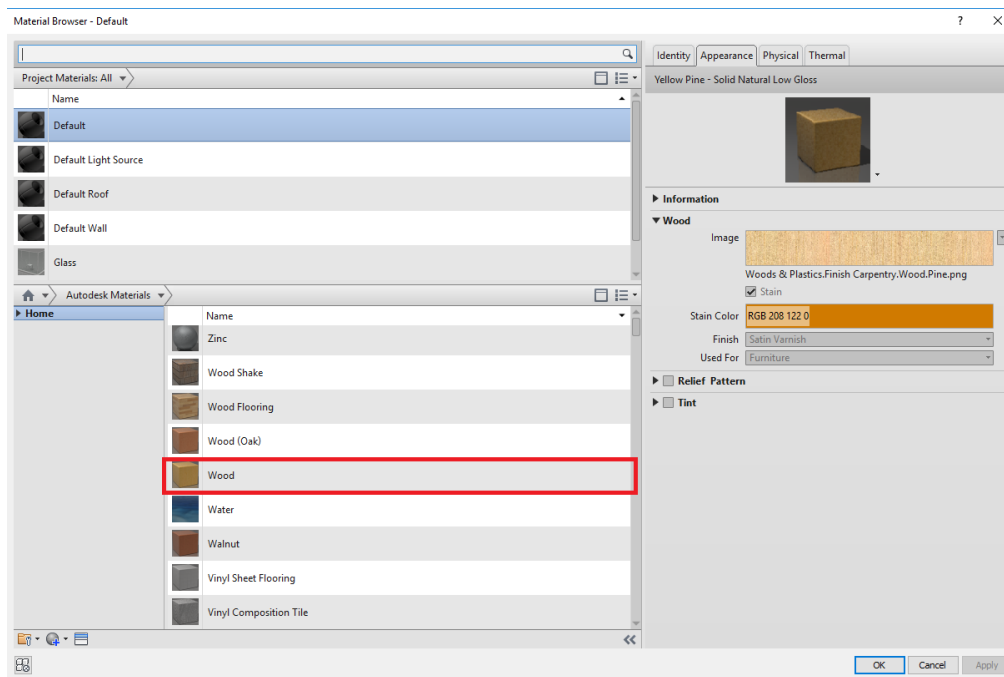 Material Browser - Default
?
Project Materials: All
Name
Default
Default Light Source
Default Roof
Default Wall
Glass
Autodesk Materials
Home
Name
Zinc
Wood Shake
Wood Flooring
Wood (Oak)
Wood
Water
Walnut
Vinyl Sheet Flooring
Vinyl Composition Tile
Identity Appearance Physical Thermal
Yellow Pine - Solid Natural Low Gloss
Information
Wood
Image
Woods & Plastics.Finish Carpentry.Wood.Pine.png
Stain
Stain Color RGB 208 122 0
Finish Satin Varnish
Used For Furniture
Relief Pattern
Tint
OK Cancel Apply